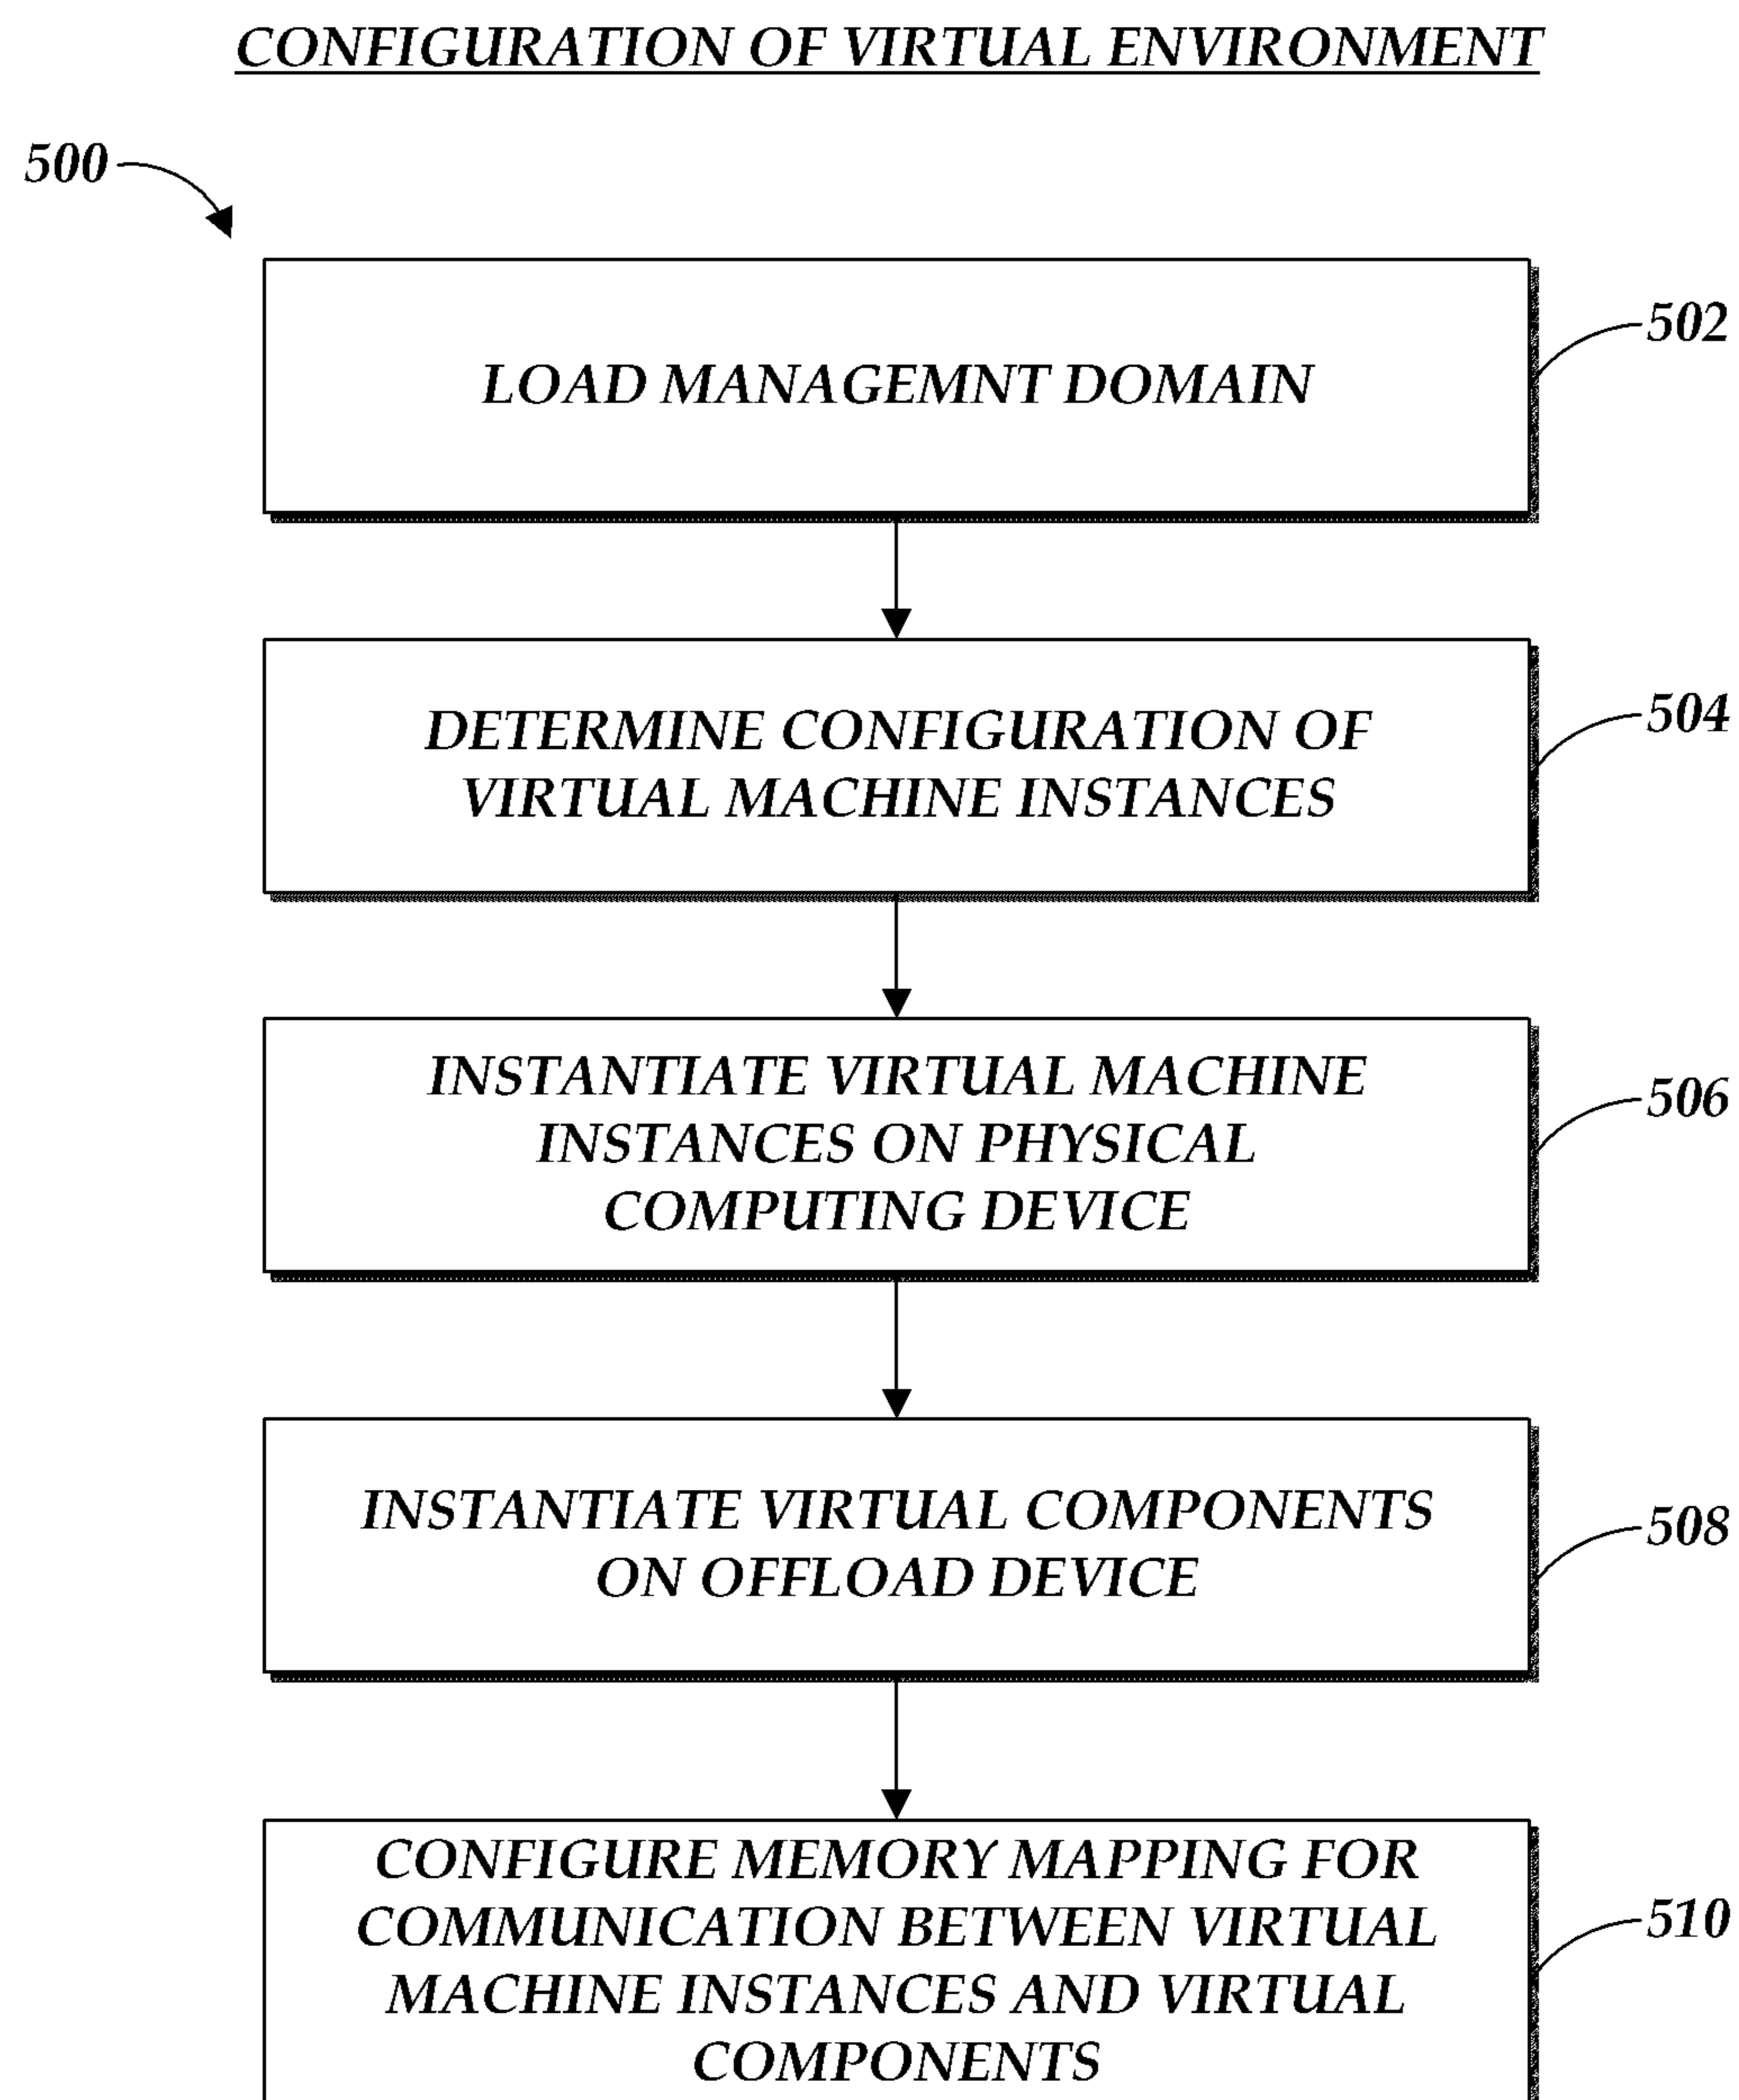 CONFIGURATION OF VIRTUAL ENVIRONMENT
500
502
LOAD MANAGEMNT DOMAIN
504
DETERMINE CONFIGURATION OF
VIRTUAL MACHINE INSTANCES
506
INSTANTIATE VIRTUAL MACHINE
INSTANCES ON PHYSICAL
COMPUTING DEVICE
508
INSTANTIATE VIRTUAL COMPONENTS
ON OFFLOAD DEVICE
510
CONFIGURE MEMORY MAPPING FOR
COMMUNICATION BETWEEN VIRTUAL
MACHINE INSTANCES AND VIRTUAL
COMPONENTS